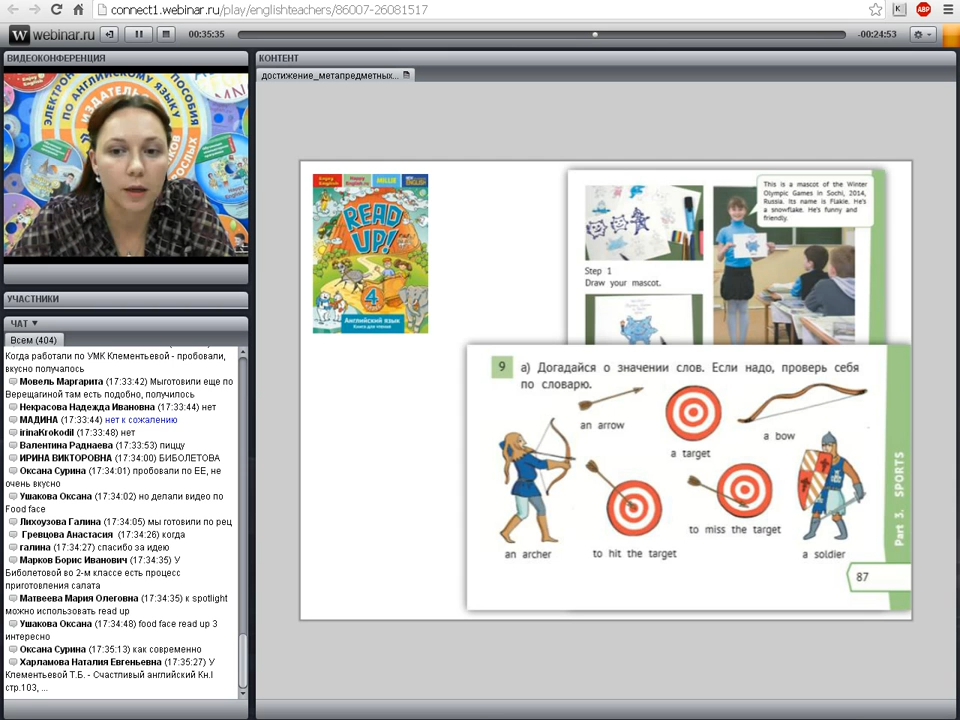 connect1.webinar.ru/play/englishteachers/86007-26081517
K
ABP
W webinar.ru
00:35:35
-00:24:53
ВИДЕОКОНФЕРЕНЦИЯ
ЭЛЕКТРОН
ПОСОБИЯ
ПО АНГЛИЙСКОМУ ЯЗЫКУ
УЧАСТНИКИ
ЧАТ
Всем (404)
Когда работали по УМК Клементьевой - пробовали,
вкусно получалось
Мовель Маргарита (17:33:42) Мыготовили еще по
Верещагиной там есть подобно, получилось
Некрасова Надежда Ивановна (17:33:44) нет
МАДИНА (17:33:44) нет к сожалению
irinaKrokodil (17:33:48) нет
Валентина Раднаева (17:33:53) пиццу
ИРИНА ВИКТОРОВНА (17:34:00) БИБОЛЕТОВА
Оксана Сурина (17:34:01) пробовали по ЕЕ, не
очень вкусно
Ушакова Оксана (17:34:02) но делали видео по
Food face
Лихоузова Галина (17:34:05) мы готовили по рец
Гревцова Анастасия (17:34:26) когда
галина (17:34:27) спасибо за идею
Марков Борис Иванович (17:34:35) У
Биболетовой во 2-м классе есть процесс
приготовления салата
Матвеева Мария Олеговна (17:34:35) к spotlight
можно использовать read up
Ушакова Оксана (17:34:48) food face read up 3
интересно
Оксана Сурина (17:35:13) как современно
Харламова Наталия Евгеньевна (17:35:27) У
Клементьевой Т.Б. - Счастливый английский Кн.I
стр.103, ...
КОНТЕНТ
достижение_метапредметных...
READ
UP!
4
Английский язык
Книга для чтения
This is a mascot of the Winter
Olympic Games in Sochi, 2014,
Russia. Its name is Flakie. He's
a snowflake. He's funny and
friendly.
Step 1
Draw your mascot.
9 а) Догадайся о значении слов. Если надо, проверь себя
по словарю.
an arrow
a target
a bow
an archer
to hit the target
to miss the target
a soldier
Part 3. SPORTS
87